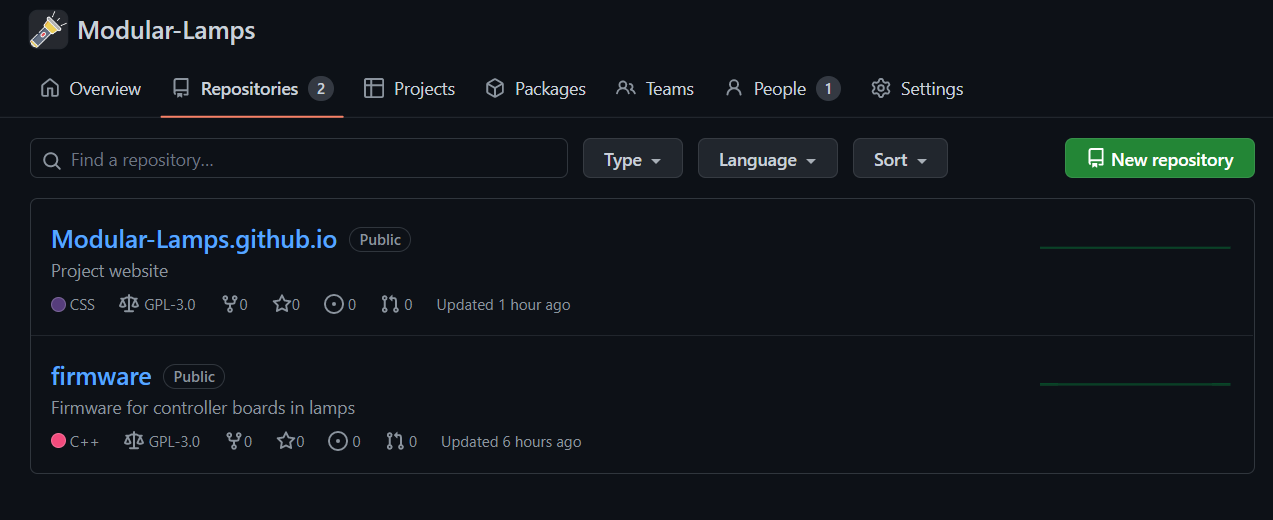 Modular-Lamps
Overview Repositories 2 Projects Packages Teams People 1 Settings
Find a repository... Type Language Sort New repository
Modular-Lamps.github.io Public
Project website
CSS GPL-3.0 0 0 0 0 Updated 1 hour ago
firmware Public
Firmware for controller boards in lamps
C++ GPL-3.0 0 0 0 0 Updated 6 hours ago